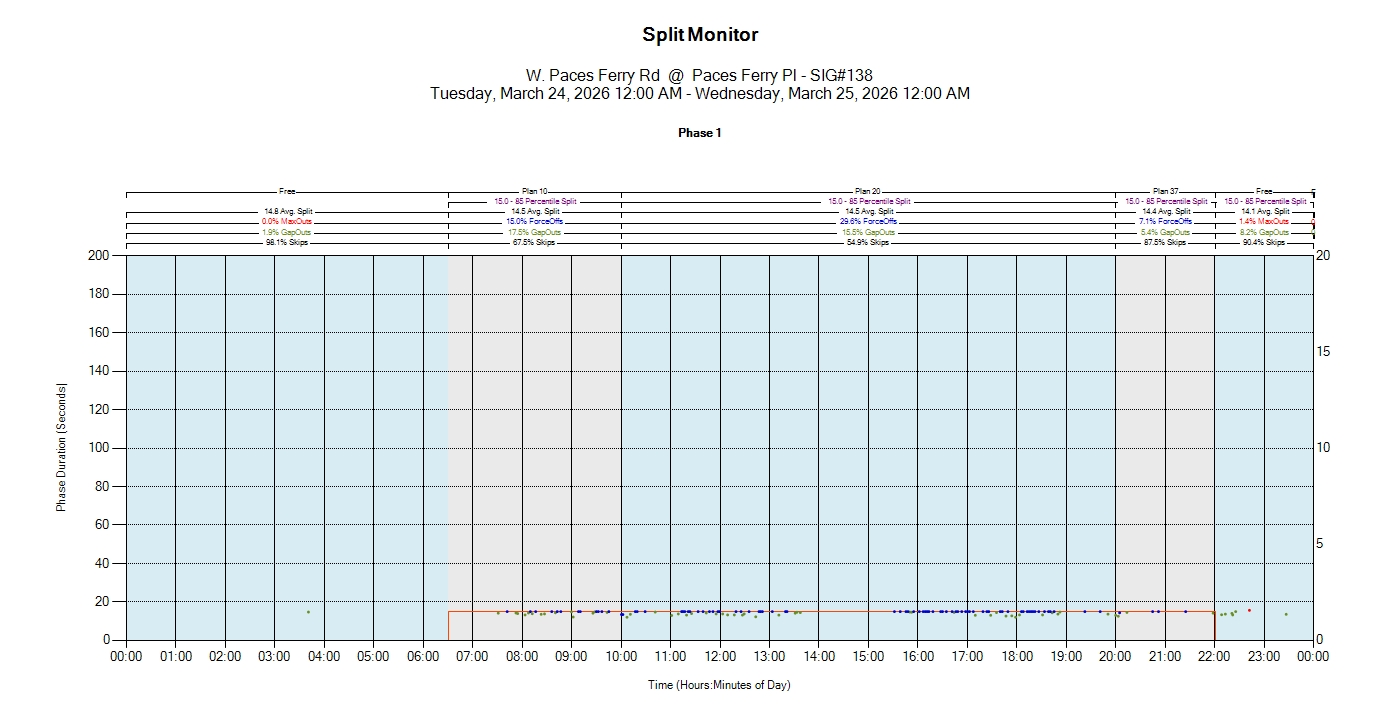 Split Monitor
W. Paces Ferry Rd @ Paces Ferry Pl - SIG#138
Tuesday, March 24, 2026 12:00 AM - Wednesday, March 25, 2026 12:00 AM
Phase 1
Free Plan 10 Plan 20 Plan 37 Free
15.0 - 85 Percentile Split 15.0 - 85 Percentile Split 15.0 - 85 Percentile Split 15.0 - 85 Percentile Split
14.8 Avg. Split 14.5 Avg. Split 14.5 Avg. Split 14.4 Avg. Split 14.1 Avg. Split
0.0% MaxOuts 15.0% ForceOffs 29.6% ForceOffs 7.1% ForceOffs 1.4% MaxOuts
1.9% GapOuts 17.5% GapOuts 15.5% GapOuts 5.4% GapOuts 8.2% GapOuts
98.1% Skips 67.5% Skips 54.9% Skips 87.5% Skips 90.4% Skips
200 20
180
160
15
140
120
100 10
80
60
5
40
20
0 0
Phase Duration (Seconds)
00:00 01:00 02:00 03:00 04:00 05:00 06:00 07:00 08:00 09:00 10:00 11:00 12:00 13:00 14:00 15:00 16:00 17:00 18:00 19:00 20:00 21:00 22:00 23:00 00:00
Time (Hours:Minutes of Day)